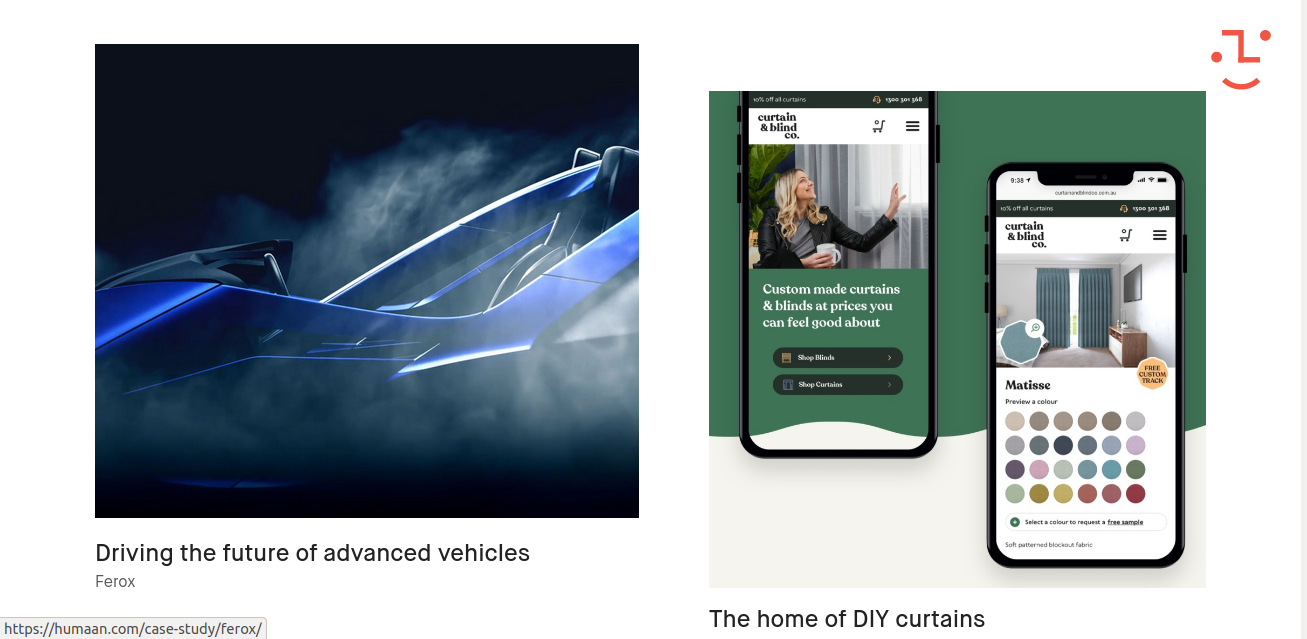 10% off all curtains
1300 301 368
curtain
& blind
co.
Custom made curtains
& blinds at prices you
can feel good about
Shop Blinds
Shop Curtains
9:38
curtainandblindco.com.au
10% off all curtains
1300 301 368
curtain
& blind
co.
FREE
CUSTOM
TRACK
Matisse
Preview a colour
Select a colour to request a free sample
Soft patterned blockout fabric
Driving the future of advanced vehicles
Ferox
The home of DIY curtains
https://humaan.com/case-study/ferox/